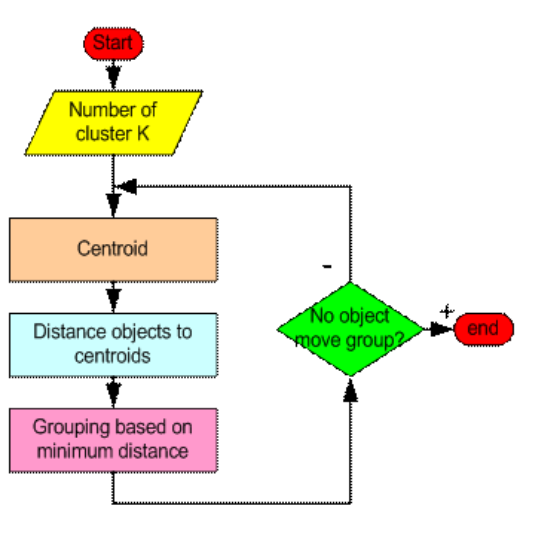 Start
Number of
cluster K
Centroid
Distance objects to
centroids
Grouping based on
minimum distance
-
No object
move group?
+
end